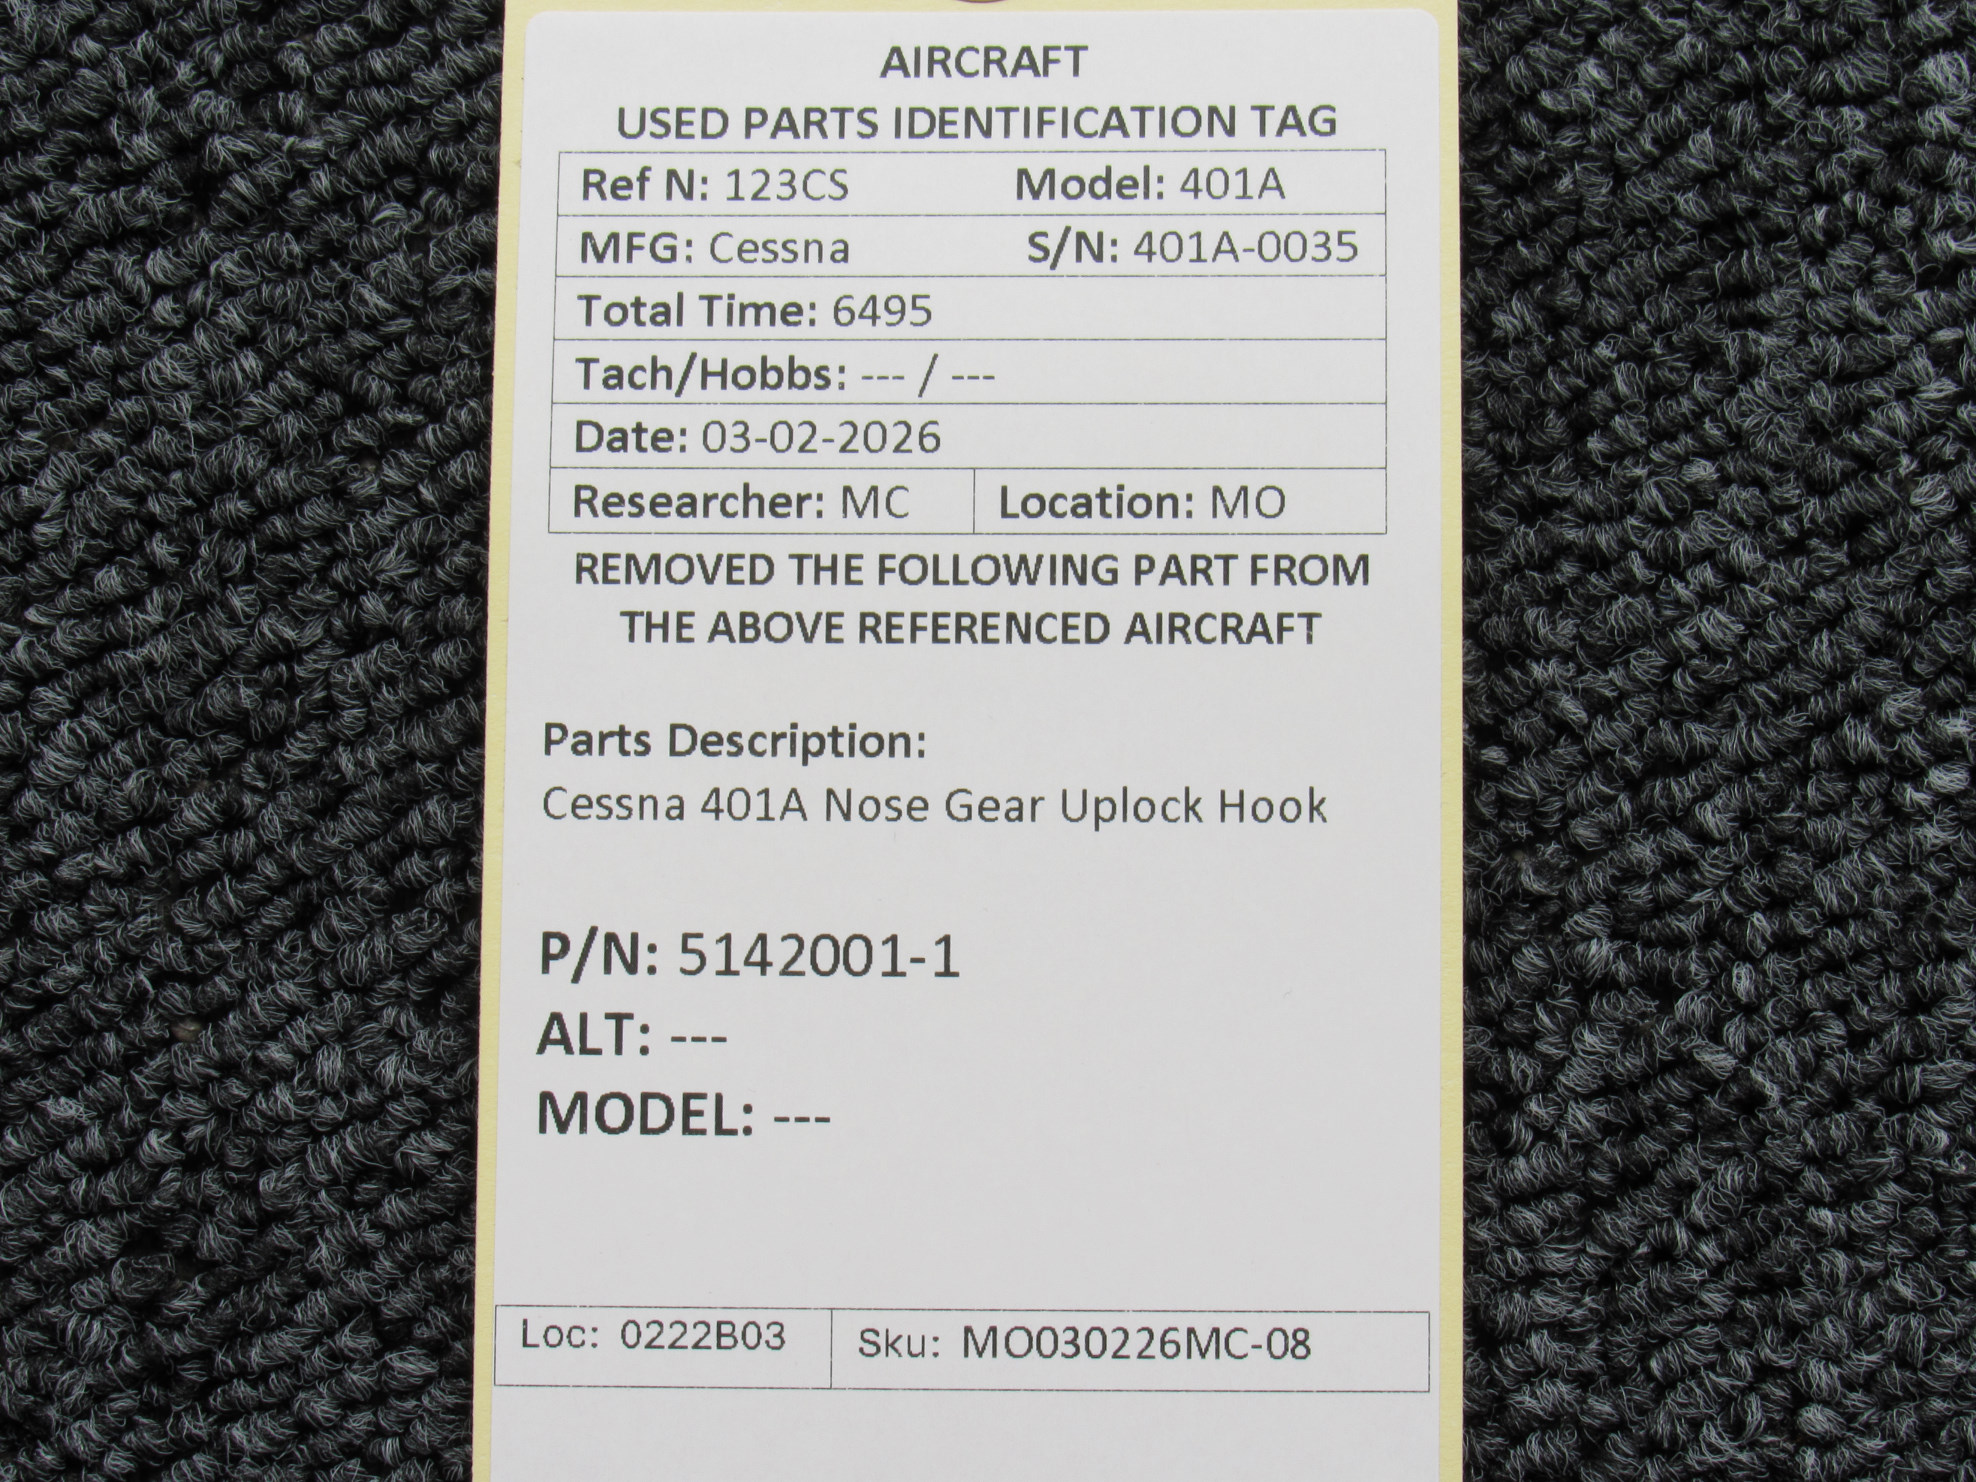 AIRCRAFT
USED PARTS IDENTIFICATION TAG
Ref N: 123CS Model: 401A
MFG: Cessna S/N: 401A-0035
Total Time: 6495
Tach/Hobbs: --- / ---
Date: 03-02-2026
Researcher: MC Location: MO
REMOVED THE FOLLOWING PART FROM
THE ABOVE REFERENCED AIRCRAFT
Parts Description:
Cessna 401A Nose Gear Uplock Hook
P/N: 5142001-1
ALT: ---
MODEL: ---
Loc: 0222B03 Sku: MO030226MC-08